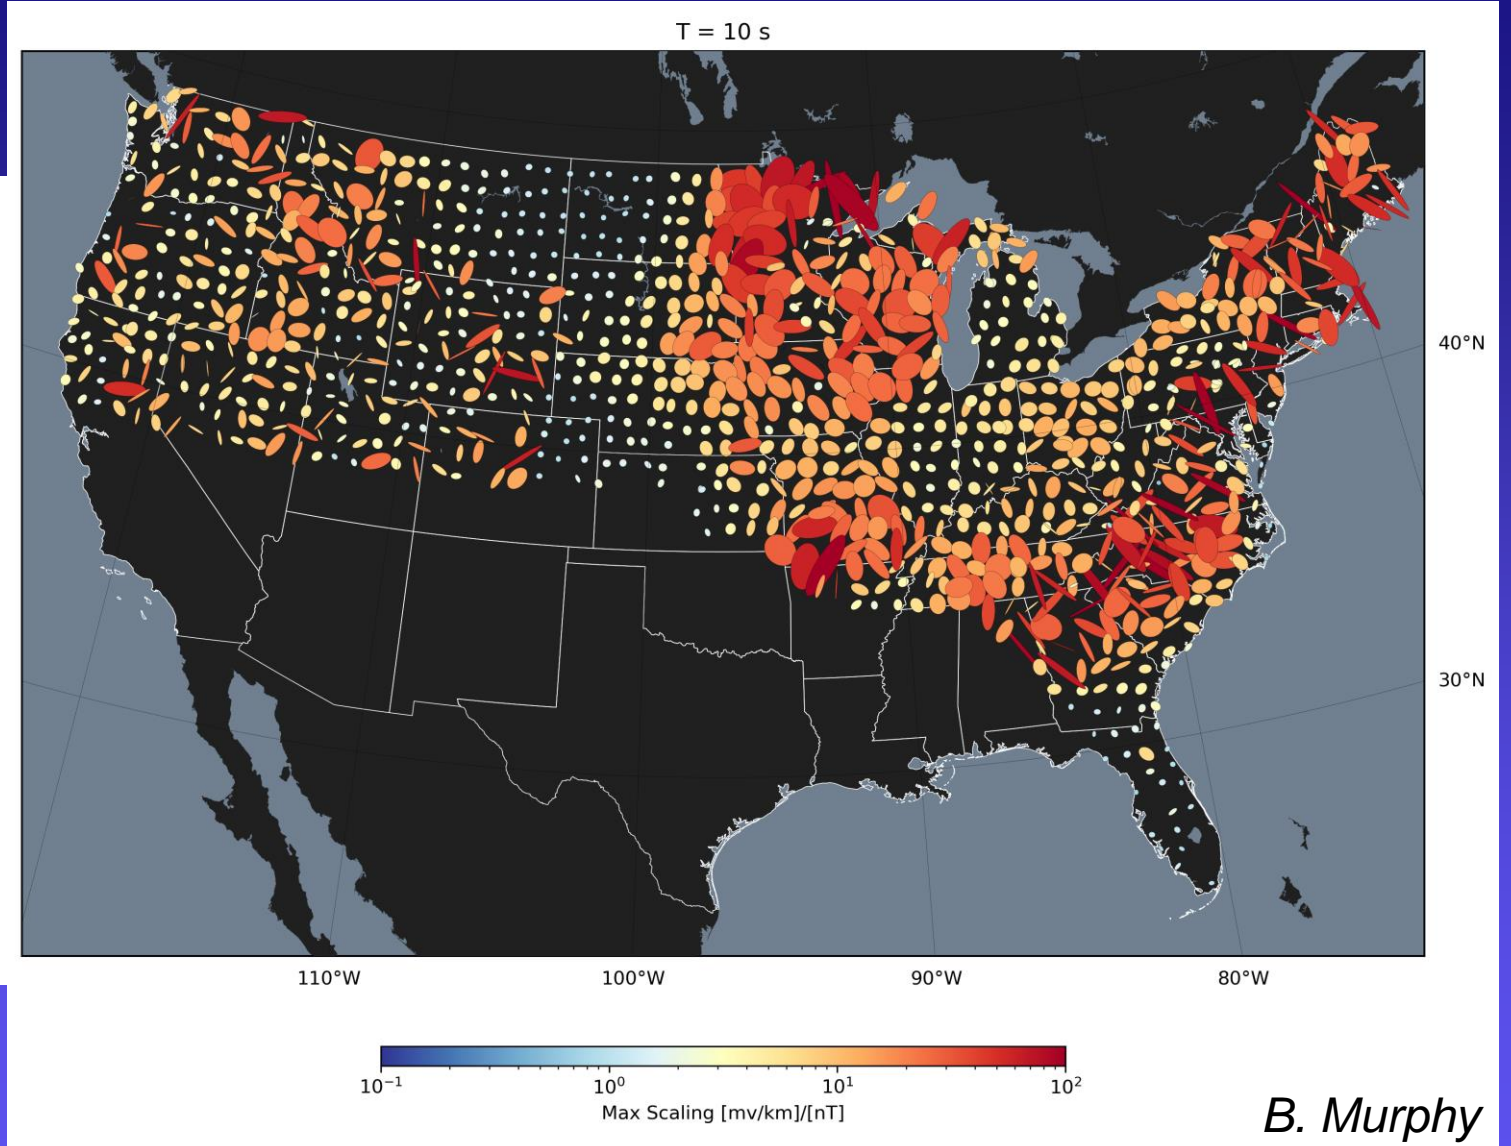 T = 10 s
40°N
30°N
110°W
100°W
90°W
80°W
10⁻¹
10⁰
10¹
10²
Max Scaling [mv/km]/[nT]
B. Murphy